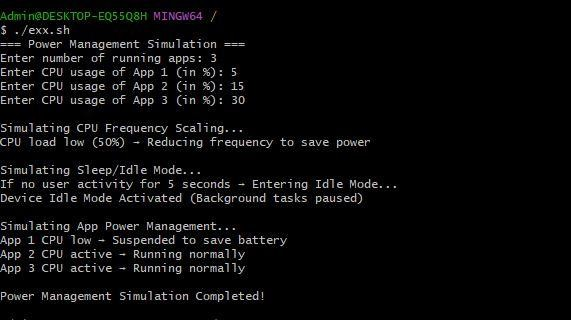 Admin@DESKTOP-EQ55Q8H MINGW64 /
$ ./exx.sh
=== Power Management Simulation ===
Enter number of running apps: 3
Enter CPU usage of App 1 (in %): 5
Enter CPU usage of App 2 (in %): 15
Enter CPU usage of App 3 (in %): 30
Simulating CPU Frequency Scaling...
CPU load low (50%) → Reducing frequency to save power
Simulating Sleep/Idle Mode...
If no user activity for 5 seconds → Entering Idle Mode...
Device Idle Mode Activated (Background tasks paused)
Simulating App Power Management...
App 1 CPU low → Suspended to save battery
App 2 CPU active → Running normally
App 3 CPU active → Running normally
Power Management Simulation Completed!